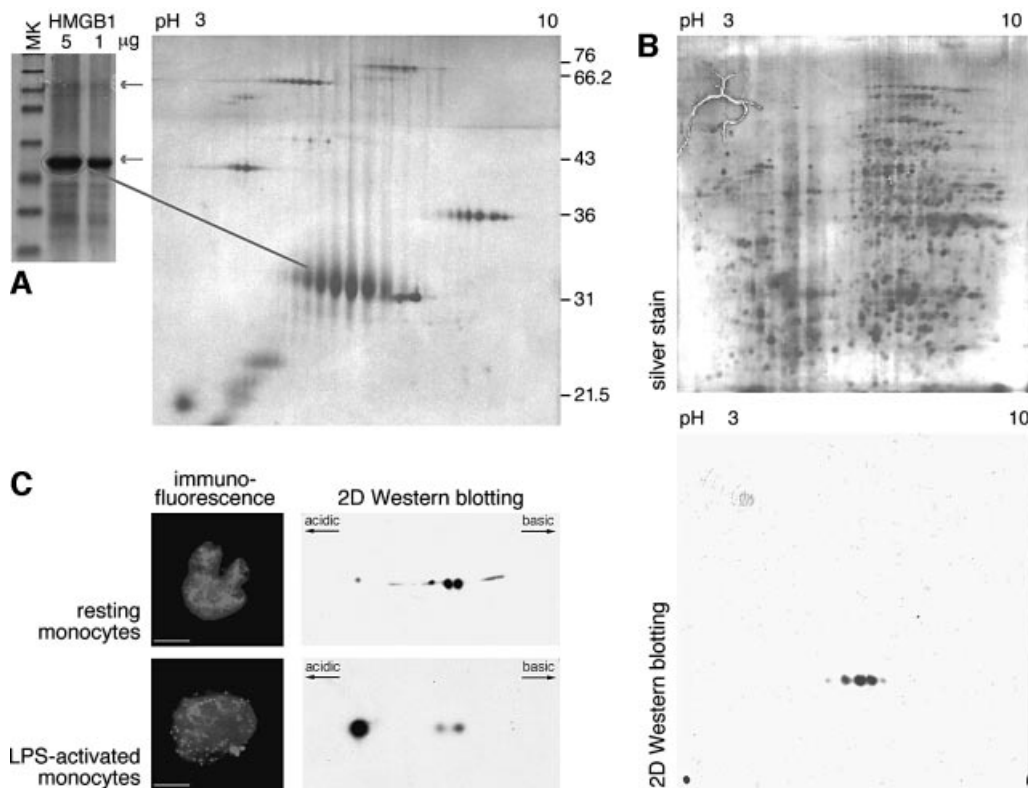 HMGB1
MK 5 1 µg
pH 3 10
76
66.2
43
36
31
21.5
A
B
pH 3 10
silver stain
pH 3 10
2D Western blotting
C
immuno-
fluorescence
2D Western blotting
resting
monocytes
acidic basic
LPS-activated
monocytes
acidic basic